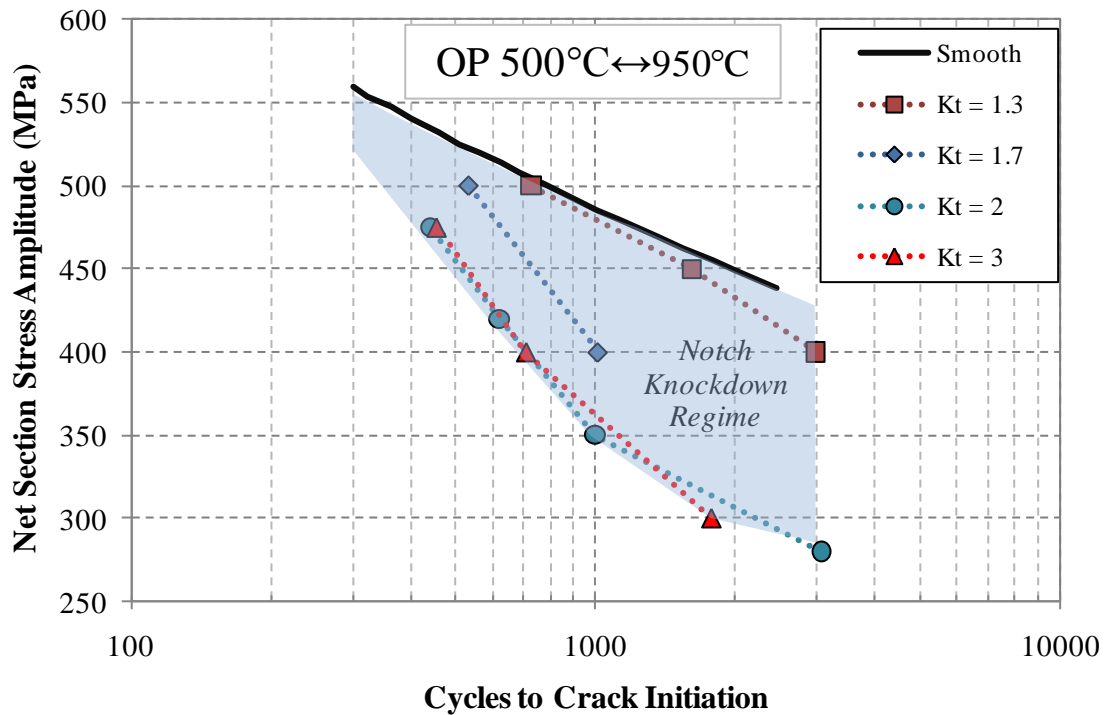 OP 500°C↔950°C
Smooth
Kt = 1.3
Kt = 1.7
Kt = 2
Kt = 3
Net Section Stress Amplitude (MPa)
600
550
500
450
400
350
300
250
Notch
Knockdown
Regime
100
1000
10000
Cycles to Crack Initiation